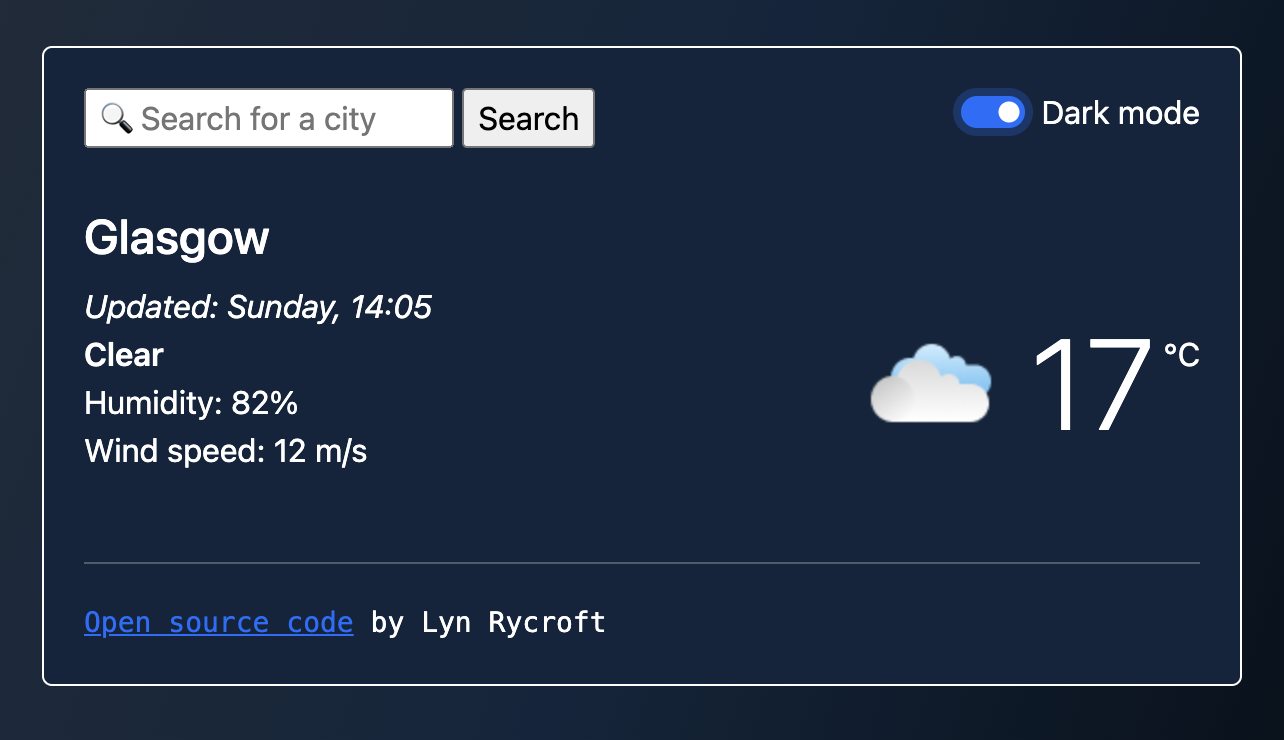 🔍 Search for a city
Search
Dark mode
Glasgow
Updated: Sunday, 14:05
Clear
Humidity: 82%
Wind speed: 12 m/s
17 °C
Open source code by Lyn Rycroft